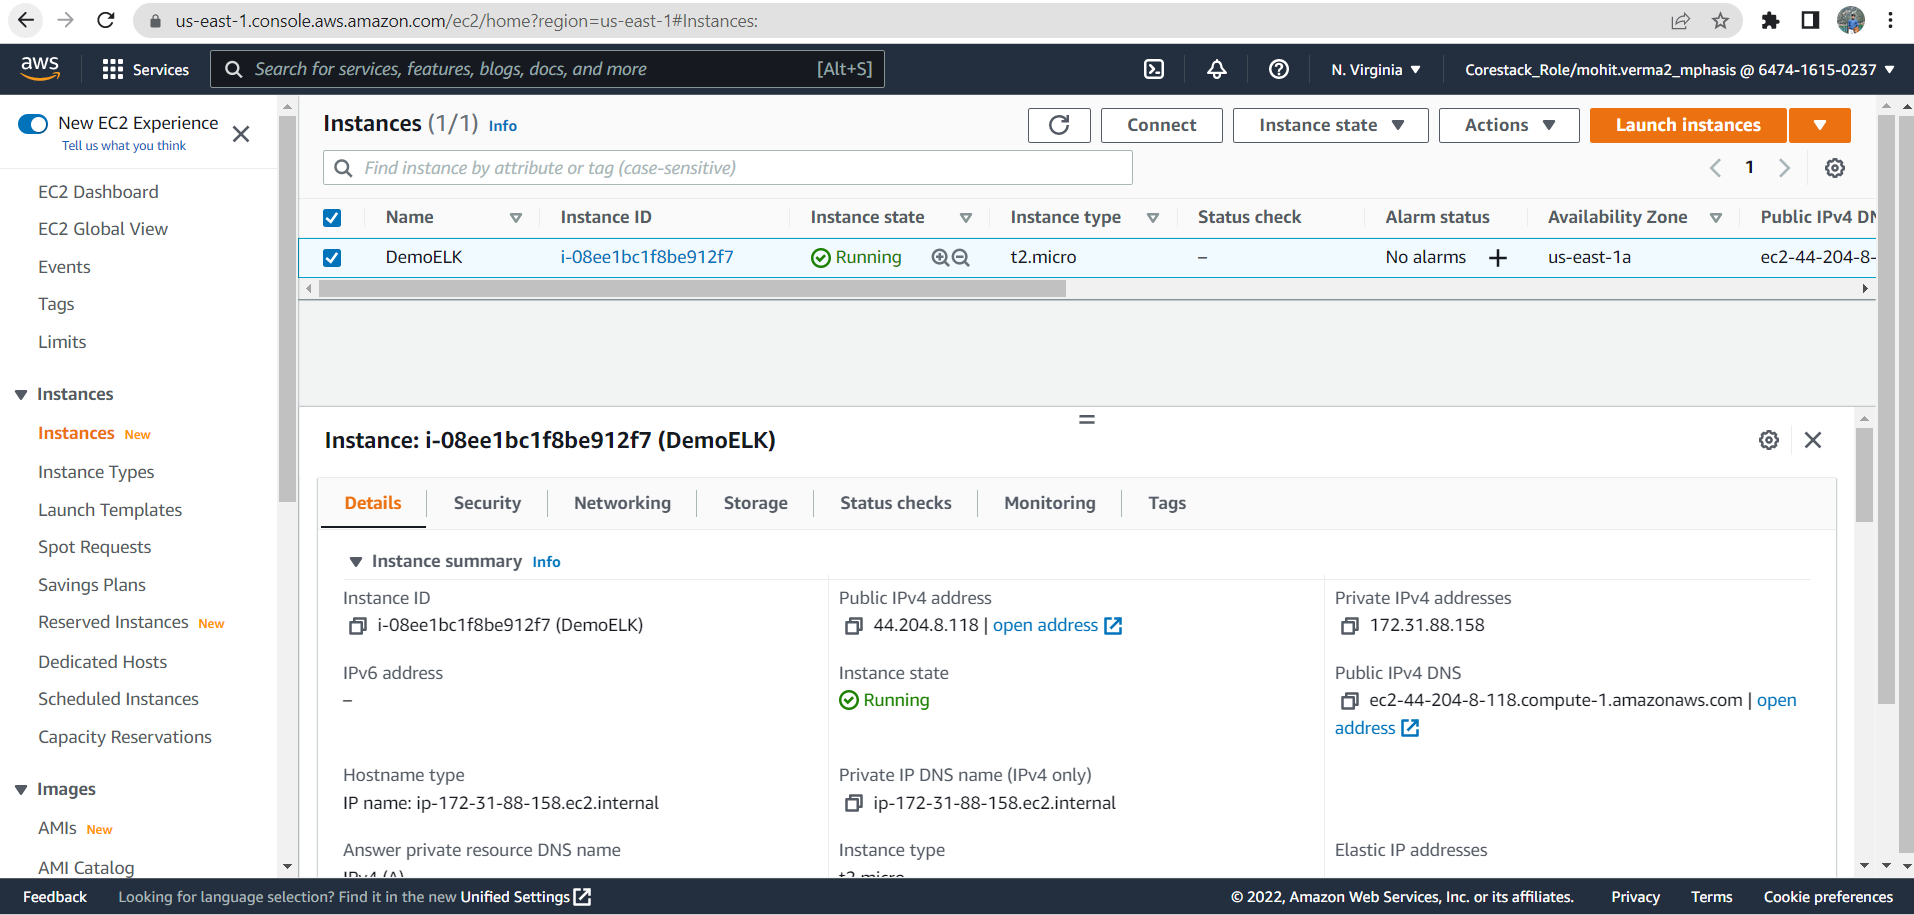 us-east-1.console.aws.amazon.com/ec2/home?region=us-east-1#Instances:
aws
Services
Search for services, features, blogs, docs, and more
[Alt+S]
N. Virginia
Corestack_Role/mohit.verma2_mphasis @ 6474-1615-0237
New EC2 Experience
Tell us what you think
EC2 Dashboard
EC2 Global View
Events
Tags
Limits
Instances
Instances New
Instance Types
Launch Templates
Spot Requests
Savings Plans
Reserved Instances New
Dedicated Hosts
Scheduled Instances
Capacity Reservations
Images
AMIs New
AMI Catalog
Instances (1/1) Info
Connect
Instance state
Actions
Launch instances
Find instance by attribute or tag (case-sensitive)
1
Name Instance ID Instance state Instance type Status check Alarm status Availability Zone Public IPv4 DN
DemoELK i-08ee1bc1f8be912f7 Running t2.micro – No alarms + us-east-1a ec2-44-204-8-
Instance: i-08ee1bc1f8be912f7 (DemoELK)
Details Security Networking Storage Status checks Monitoring Tags
Instance summary Info
Instance ID
i-08ee1bc1f8be912f7 (DemoELK)
Public IPv4 address
44.204.8.118 | open address
Private IPv4 addresses
172.31.88.158
IPv6 address
–
Instance state
Running
Public IPv4 DNS
ec2-44-204-8-118.compute-1.amazonaws.com | open
address
Hostname type
IP name: ip-172-31-88-158.ec2.internal
Private IP DNS name (IPv4 only)
ip-172-31-88-158.ec2.internal
Answer private resource DNS name
IPv4 (A)
Instance type
t2.micro
Elastic IP addresses
Feedback
Looking for language selection? Find it in the new Unified Settings
© 2022, Amazon Web Services, Inc. or its affiliates.
Privacy
Terms
Cookie preferences